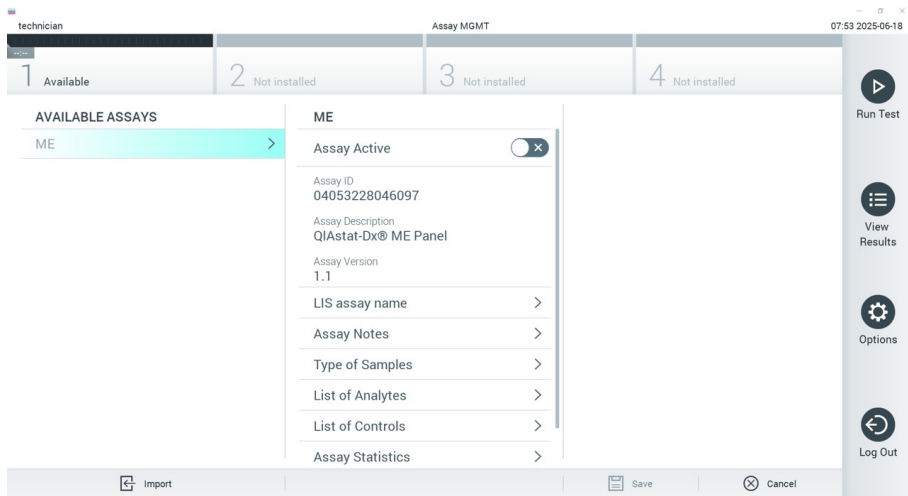 technician
Assay MGMT
07:53 2025-06-18
--:--
1 Available
2 Not installed
3 Not installed
4 Not installed
AVAILABLE ASSAYS
ME
ME
Assay Active
Assay ID
04053228046097
Assay Description
QIAstat-Dx® ME Panel
Assay Version
1.1
LIS assay name
Assay Notes
Type of Samples
List of Analytes
List of Controls
Assay Statistics
Run Test
View
Results
Options
Log Out
Import
Save
Cancel